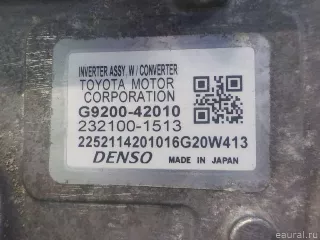 INVERTER ASSY, W / CONVERTER
TOYOTA MOTOR
CORPORATION
G9200-42010
232100-1513
2252114201016G20W413
DENSO MADE IN JAPAN
© eaural.ru